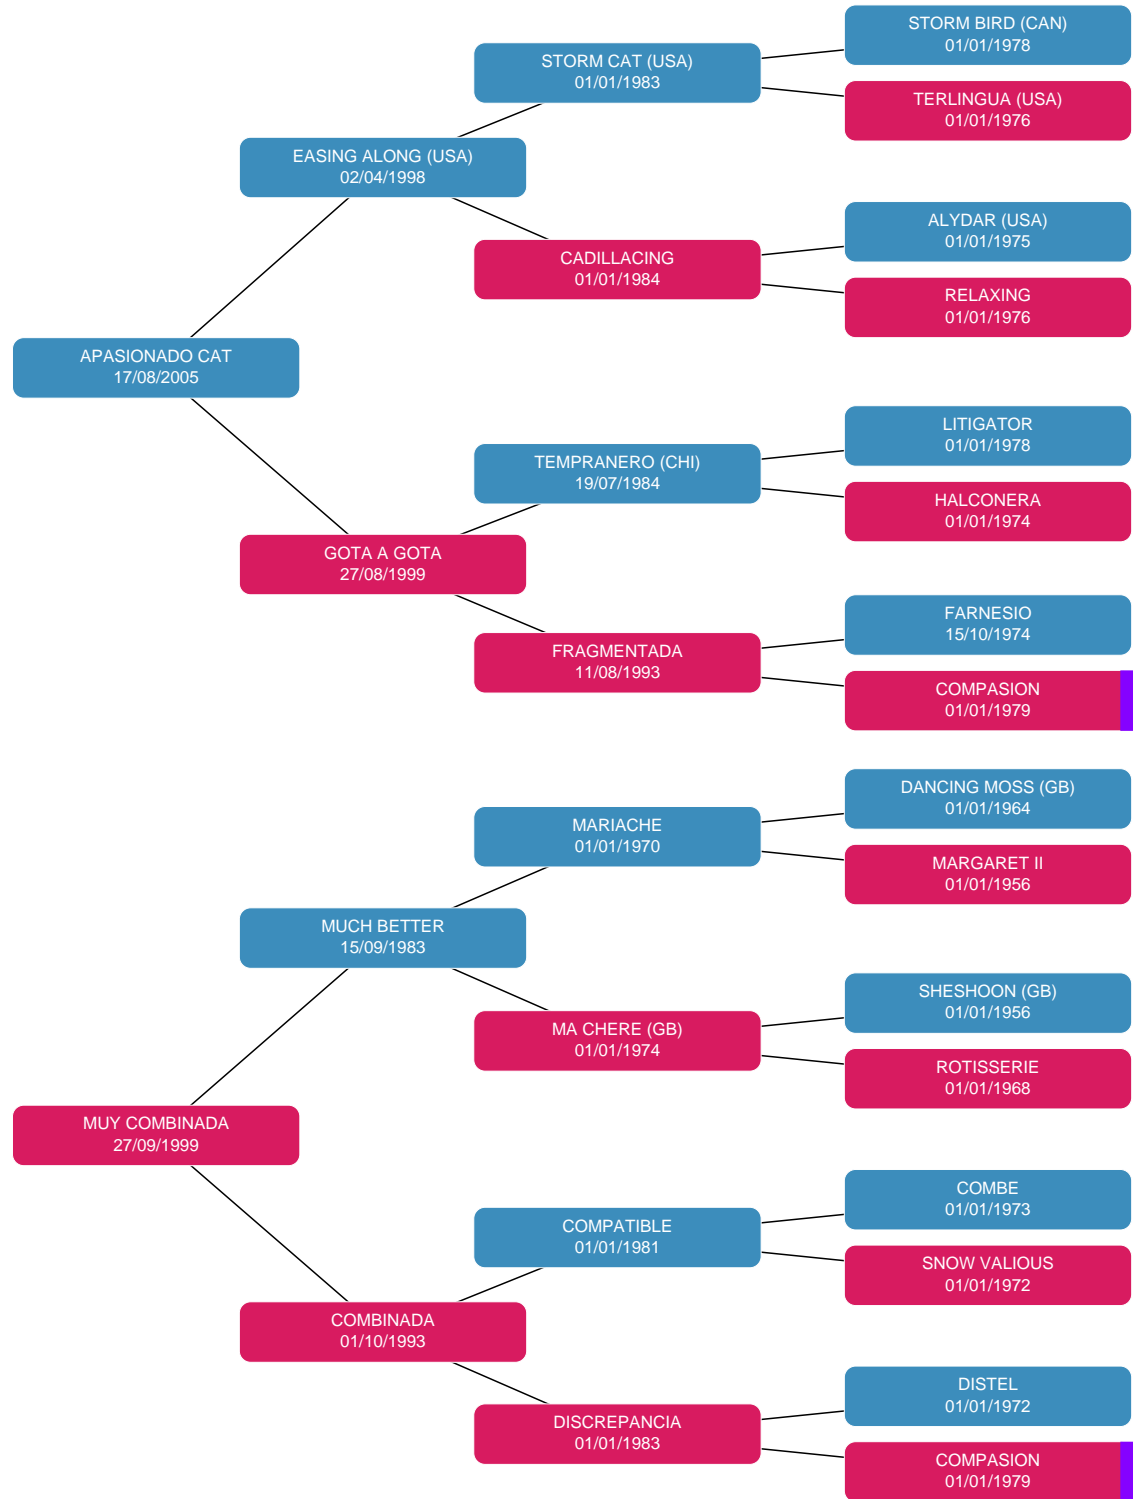 STORM BIRD (CAN)
01/01/1978
STORM CAT (USA)
01/01/1983
TERLINGUA (USA)
01/01/1976
EASING ALONG (USA)
02/04/1998
ALYDAR (USA)
01/01/1975
CADILLACING
01/01/1984
RELAXING
01/01/1976
APASIONADO CAT
17/08/2005
LITIGATOR
01/01/1978
TEMPRANERO (CHI)
19/07/1984
HALCONERA
01/01/1974
GOTA A GOTA
27/08/1999
FARNESIO
15/10/1974
FRAGMENTADA
11/08/1993
COMPASION
01/01/1979
DANCING MOSS (GB)
01/01/1964
MARIACHE
01/01/1970
MARGARET II
01/01/1956
MUCH BETTER
15/09/1983
SHESHOON (GB)
01/01/1956
MA CHERE (GB)
01/01/1974
ROTISSERIE
01/01/1968
MUY COMBINADA
27/09/1999
COMBE
01/01/1973
COMPATIBLE
01/01/1981
SNOW VALIOUS
01/01/1972
COMBINADA
01/10/1993
DISTEL
01/01/1972
DISCREPANCIA
01/01/1983
COMPASION
01/01/1979